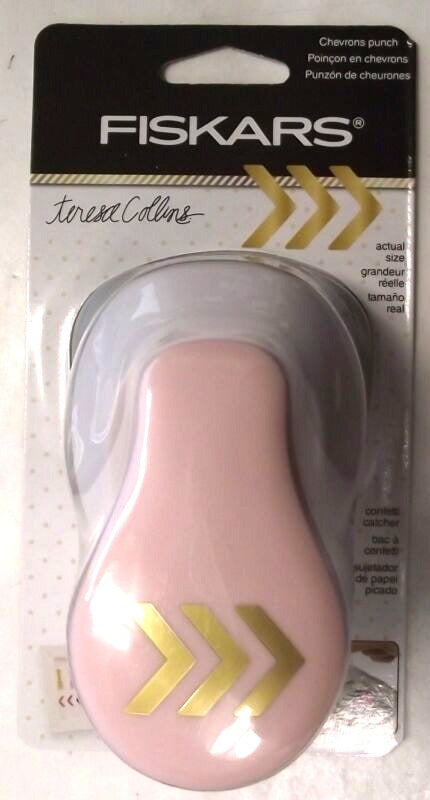 Chevrons punch
Poinçon en chevrons
Punzón de cheurones
FISKARS®
teresa Collins
actual
size
grandeur
réelle
tamaño
real
confetti
catcher
bac à
confetti
sujetador
de papel
picado